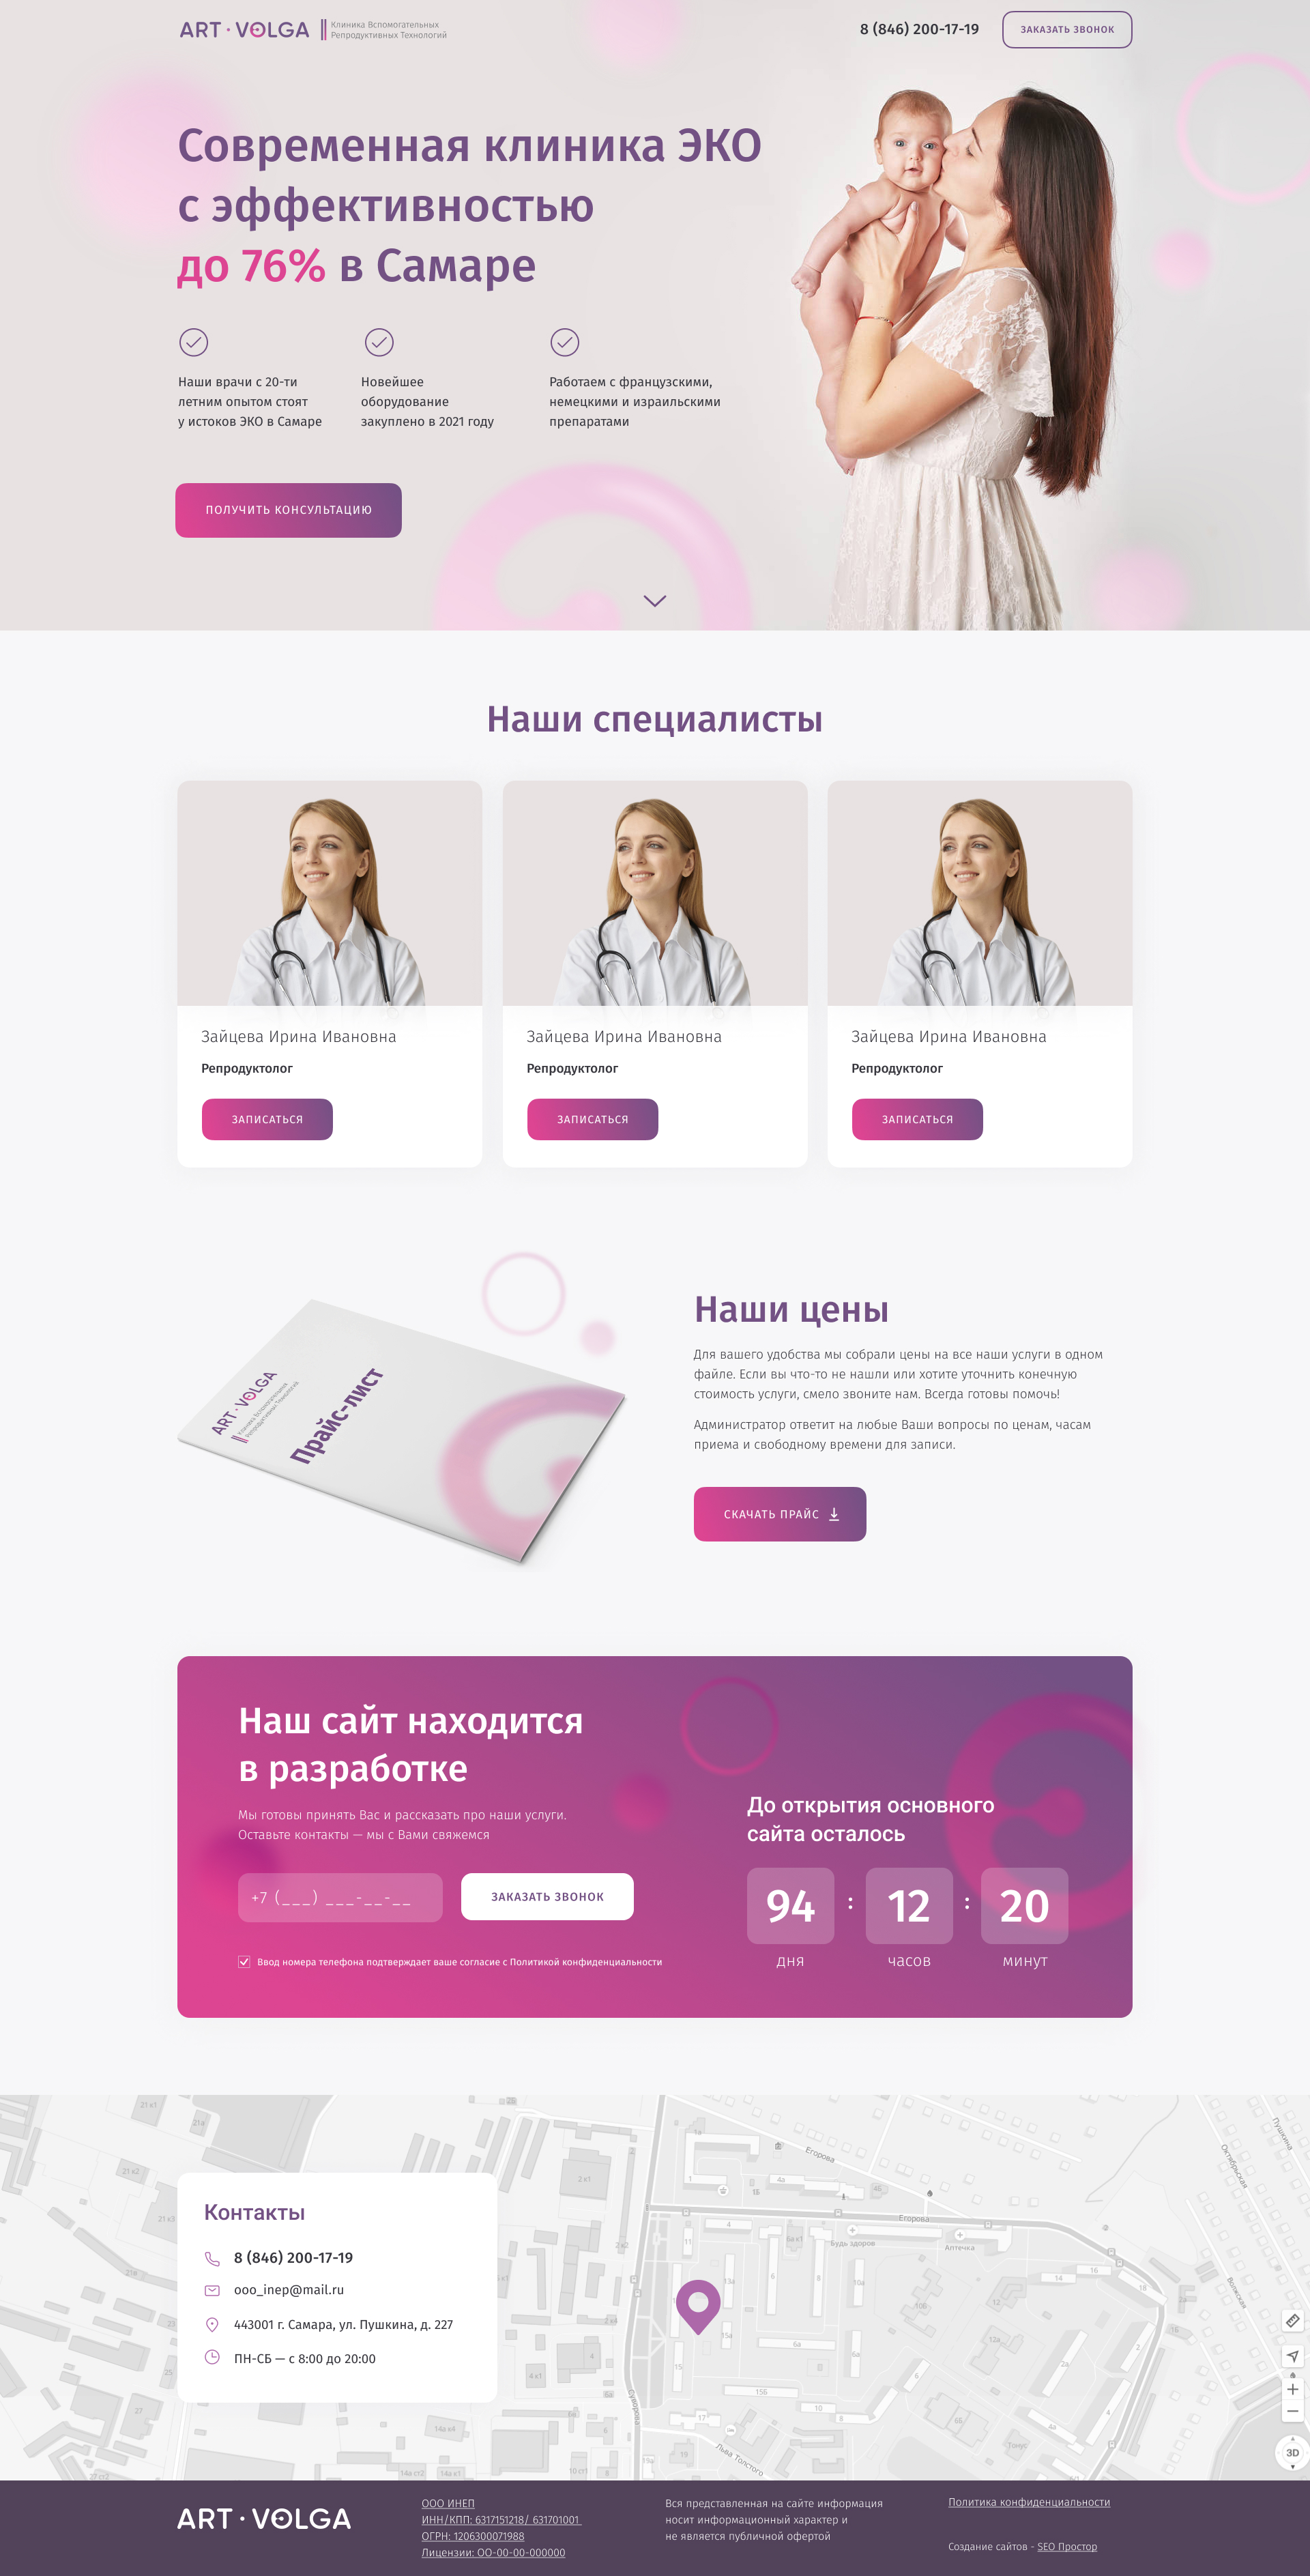 ART · VOLGA
Клиника Вспомогательных
Репродуктивных Технологий
8 (846) 200-17-19
ЗАКАЗАТЬ ЗВОНОК
Современная клиника ЭКО
с эффективностью
до 76% в Самаре
Наши врачи с 20-ти
летним опытом стоят
у истоков ЭКО в Самаре
Новейшее
оборудование
закуплено в 2021 году
Работаем с французскими,
немецкими и израильскими
препаратами
ПОЛУЧИТЬ КОНСУЛЬТАЦИЮ
Наши специалисты
Зайцева Ирина Ивановна
Репродуктолог
ЗАПИСАТЬСЯ
Зайцева Ирина Ивановна
Репродуктолог
ЗАПИСАТЬСЯ
Зайцева Ирина Ивановна
Репродуктолог
ЗАПИСАТЬСЯ
ART · VOLGA
Клиника Вспомогательных
Репродуктивных Технологий
Прайс-лист
Наши цены
Для вашего удобства мы собрали цены на все наши услуги в одном
файле. Если вы что-то не нашли или хотите уточнить конечную
стоимость услуги, смело звоните нам. Всегда готовы помочь!
Администратор ответит на любые Ваши вопросы по ценам, часам
приема и свободному времени для записи.
СКАЧАТЬ ПРАЙС
Наш сайт находится
в разработке
Мы готовы принять Вас и рассказать про наши услуги.
Оставьте контакты — мы с Вами свяжемся
+7 (___) ___-__-__
ЗАКАЗАТЬ ЗВОНОК
Ввод номера телефона подтверждает ваше согласие с Политикой конфиденциальности
До открытия основного
сайта осталось
94 : 12 : 20
дня часов минут
Егорова
Егорова
Будь здоров
Аптечка
Октябрьская
Пушкина
Волжская
Суворова
Льва Толстого
Тонус
3D
Контакты
8 (846) 200-17-19
ooo_inep@mail.ru
443001 г. Самара, ул. Пушкина, д. 227
ПН-СБ — с 8:00 до 20:00
ART · VOLGA
ООО ИНЕП
ИНН/КПП: 6317151218/ 631701001
ОГРН: 1206300071988
Лицензии: ОО-00-00-000000
Вся представленная на сайте информация
носит информационный характер и
не является публичной офертой
Политика конфиденциальности
Создание сайтов - SEO Простор